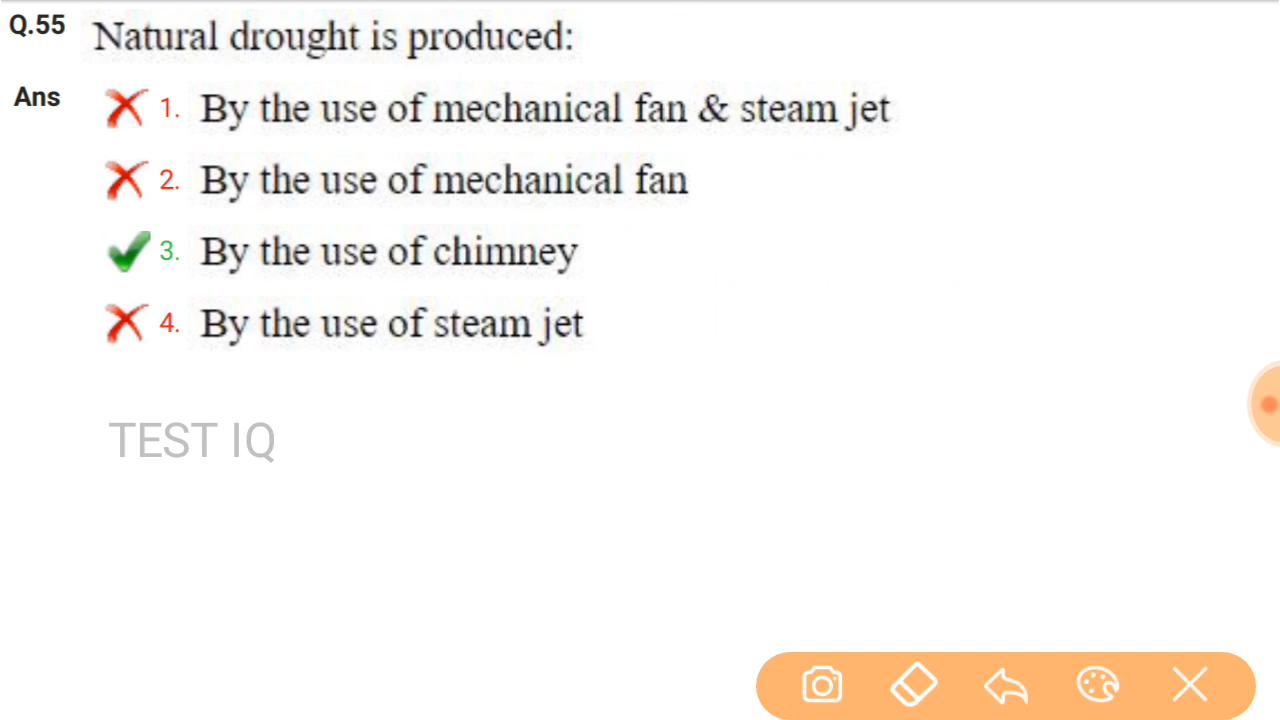 Q.55 Natural drought is produced:
Ans 1. By the use of mechanical fan & steam jet
2. By the use of mechanical fan
3. By the use of chimney
4. By the use of steam jet
TEST IQ